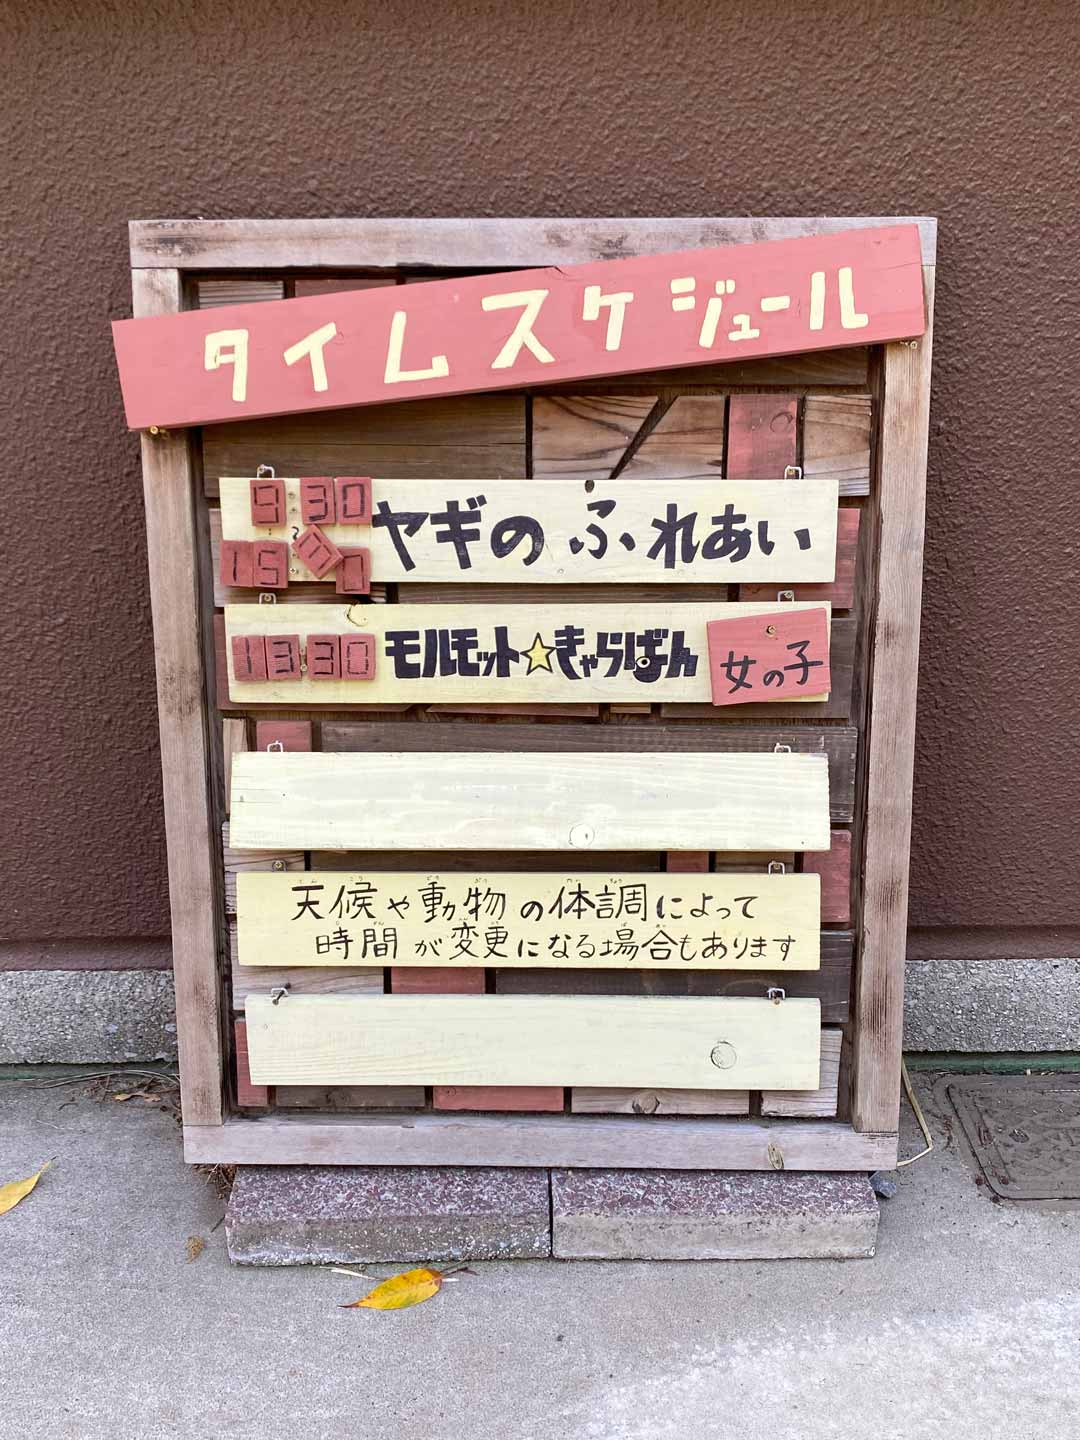 タイムスケジュール
9:30 ヤギのふれあい
〜
15:00
13:30 モルモット☆きゃらばん 女の子
天候や動物の体調によって
時間が変更になる場合もあります